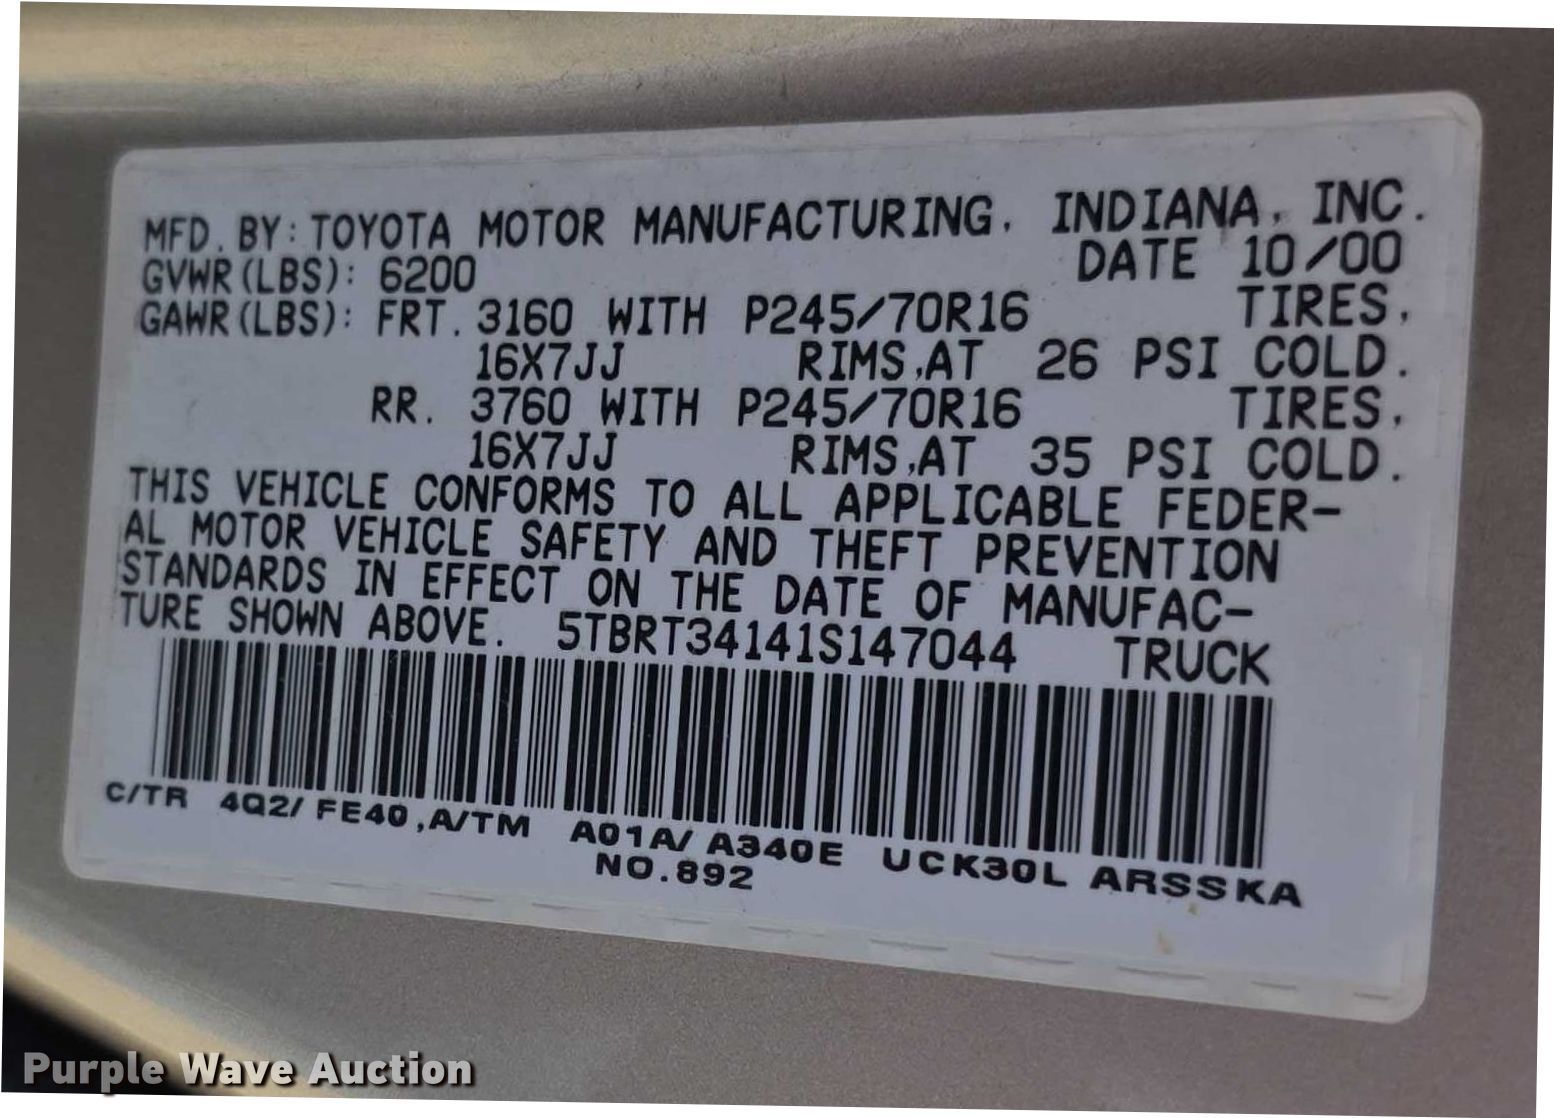 MFD. BY: TOYOTA MOTOR MANUFACTURING, INDIANA, INC.
GVWR(LBS): 6200 DATE 10/00
GAWR(LBS): FRT. 3160 WITH P245/70R16 TIRES,
16X7JJ RIMS,AT 26 PSI COLD.
RR. 3760 WITH P245/70R16 TIRES,
16X7JJ RIMS,AT 35 PSI COLD.
THIS VEHICLE CONFORMS TO ALL APPLICABLE FEDER-
AL MOTOR VEHICLE SAFETY AND THEFT PREVENTION
STANDARDS IN EFFECT ON THE DATE OF MANUFAC-
TURE SHOWN ABOVE. 5TBRT34141S147044 TRUCK
C/TR 4Q2/ FE40,A/TM A01A/ A340E UCK30L ARSSKA
NO.892
Purple Wave Auction